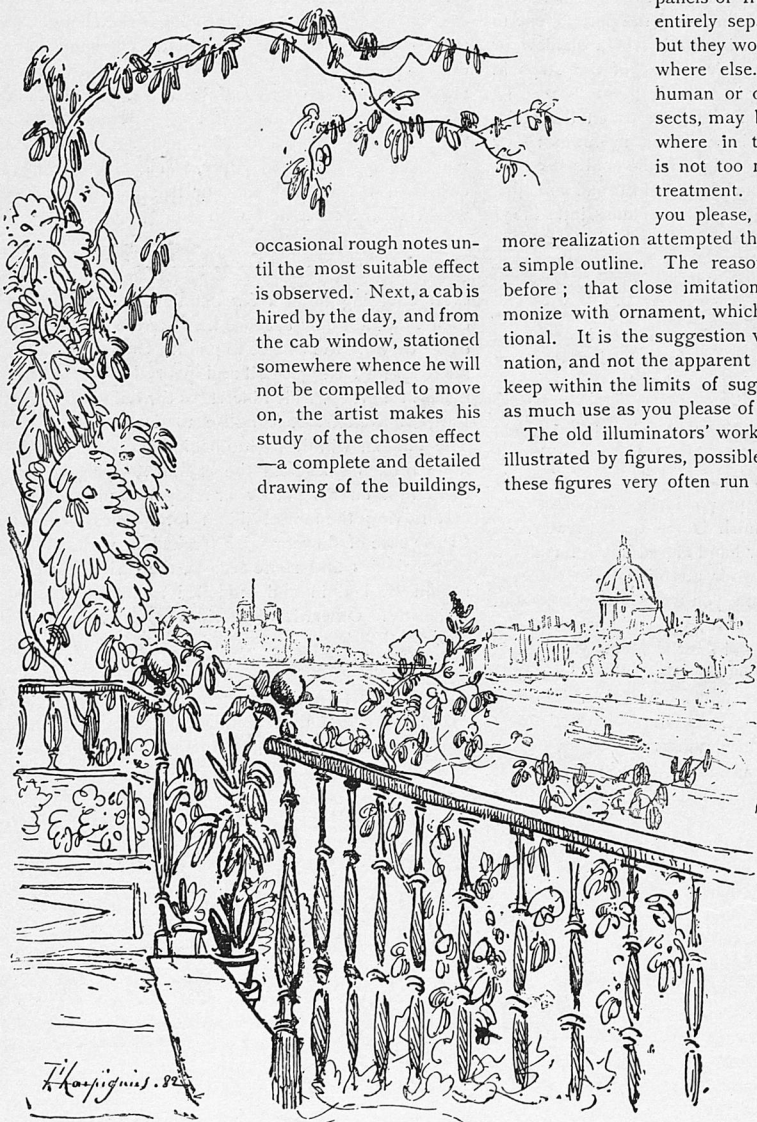 occasional rough notes un-
til the most suitable effect
is observed. Next, a cab is
hired by the day, and from
the cab window, stationed
somewhere whence he will
not be compelled to move
on, the artist makes his
study of the chosen effect
—a complete and detailed
drawing of the buildings,
entirely sep
but they wo
where else.
human or
sects, may
where in t
is not too
treatment.
you please,
more realization attempted th
a simple outline. The reaso
before ; that close imitation
monize with ornament, which
tional. It is the suggestion
nation, and not the apparent
keep within the limits of sug
as much use as you please of
The old illuminators' work
illustrated by figures, possible
these figures very often run
Harpignies . 82